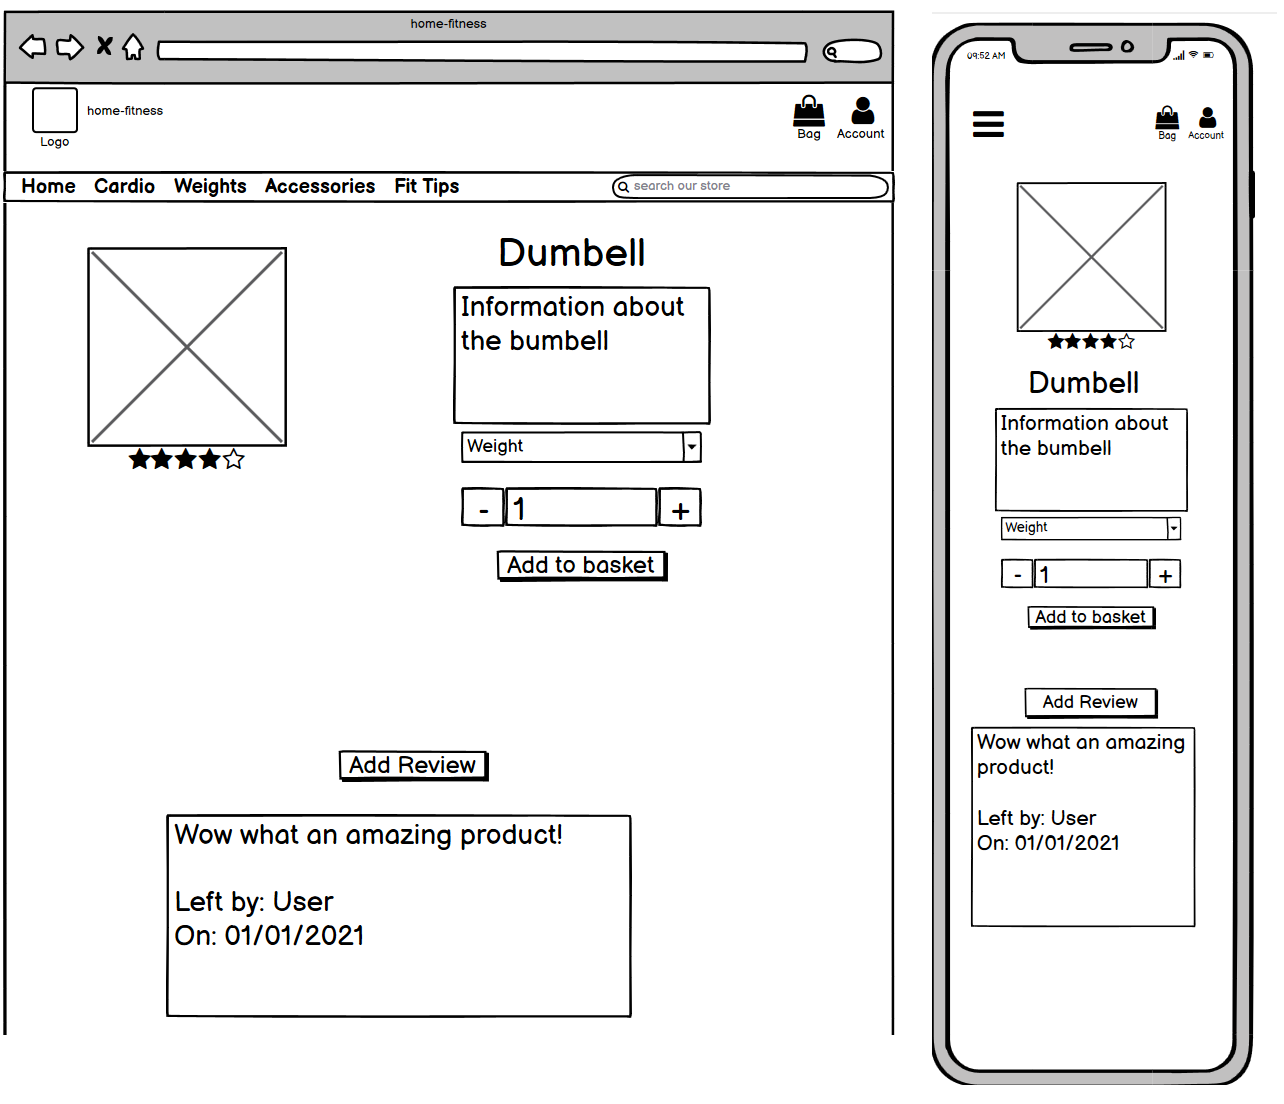 home-fitness
home-fitness
Logo
Bag
Account
Home Cardio Weights Accessories Fit Tips
search our store
Dumbell
Information about
the bumbell
Weight
- 1 +
Add to basket
Add Review
Wow what an amazing product!
Left by: User
On: 01/01/2021
09:52 AM
Bag
Account
Dumbell
Information about
the bumbell
Weight
- 1 +
Add to basket
Add Review
Wow what an amazing
product!
Left by: User
On: 01/01/2021